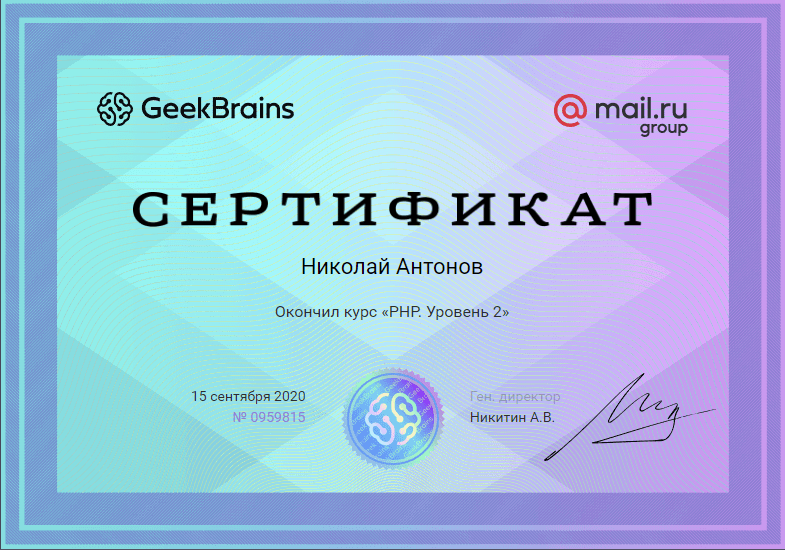 GeekBrains
@mail.ru
group
СЕРТИФИКАТ
Николай Антонов
Окончил курс «PHP. Уровень 2»
15 сентября 2020
№ 0959815
Ген. директор
Никитин А.В.